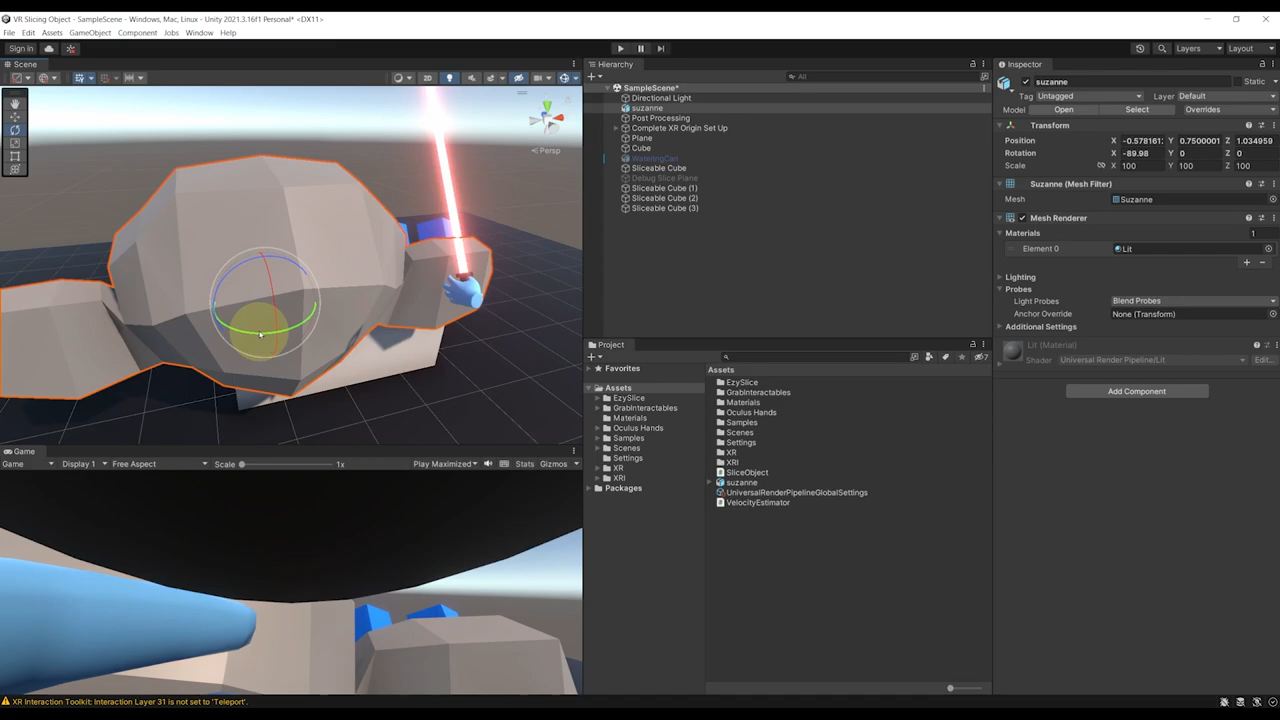 VR Slicing Object - SampleScene - Windows, Mac, Linux - Unity 2021.3.16f1 Personal* <DX11>
File Edit Assets GameObject Component Jobs Window Help
Sign In
Layers
Layout
Scene
2D
Persp
Hierarchy
All
SampleScene*
Directional Light
suzanne
Post Processing
Complete XR Origin Set Up
Plane
Cube
WateringCan
Sliceable Cube
Debug Slice Plane
Sliceable Cube (1)
Sliceable Cube (2)
Sliceable Cube (3)
Inspector
suzanne
Static
Tag Untagged Layer Default
Model Open Select Overrides
Transform
Position X -0.578161 Y 0.7500001 Z 1.034959
Rotation X -89.98 Y 0 Z 0
Scale X 100 Y 100 Z 100
Suzanne (Mesh Filter)
Mesh Suzanne
Mesh Renderer
Materials 1
Element 0 Lit
Lighting
Probes
Light Probes Blend Probes
Anchor Override None (Transform)
Additional Settings
Lit (Material)
Shader Universal Render Pipeline/Lit Edit...
Add Component
Project
7
Favorites
Assets
EzySlice
GrabInteractables
Materials
Oculus Hands
Samples
Scenes
Settings
XR
XRI
Packages
Assets
EzySlice
GrabInteractables
Materials
Oculus Hands
Samples
Scenes
Settings
XR
XRI
SliceObject
suzanne
UniversalRenderPipelineGlobalSettings
VelocityEstimator
Game
Game Display 1 Free Aspect Scale 1x Play Maximized Stats Gizmos
XR Interaction Toolkit: Interaction Layer 31 is not set to 'Teleport'.